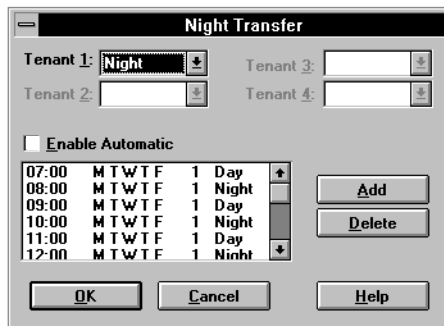 Night Transfer
Tenant 1: Night Tenant 3:
Tenant 2: Tenant 4:
Enable Automatic
07:00 M T W T F 1 Day
08:00 M T W T F 1 Night
09:00 M T W T F 1 Day
10:00 M T W T F 1 Night
11:00 M T W T F 1 Day
12:00 M T W T F 1 Night
Add
Delete
OK Cancel Help